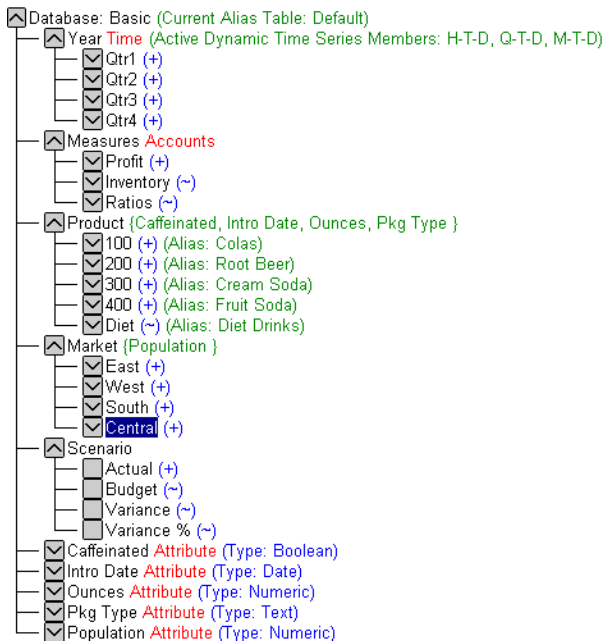 Database: Basic (Current Alias Table: Default)
Year Time (Active Dynamic Time Series Members: H-T-D, Q-T-D, M-T-D)
Qtr1 (+)
Qtr2 (+)
Qtr3 (+)
Qtr4 (+)
Measures Accounts
Profit (+)
Inventory (~)
Ratios (~)
Product {Caffeinated, Intro Date, Ounces, Pkg Type }
100 (+) (Alias: Colas)
200 (+) (Alias: Root Beer)
300 (+) (Alias: Cream Soda)
400 (+) (Alias: Fruit Soda)
Diet (~) (Alias: Diet Drinks)
Market {Population }
East (+)
West (+)
South (+)
Central (+)
Scenario
Actual (+)
Budget (~)
Variance (~)
Variance % (~)
Caffeinated Attribute (Type: Boolean)
Intro Date Attribute (Type: Date)
Ounces Attribute (Type: Numeric)
Pkg Type Attribute (Type: Text)
Population Attribute (Type: Numeric)